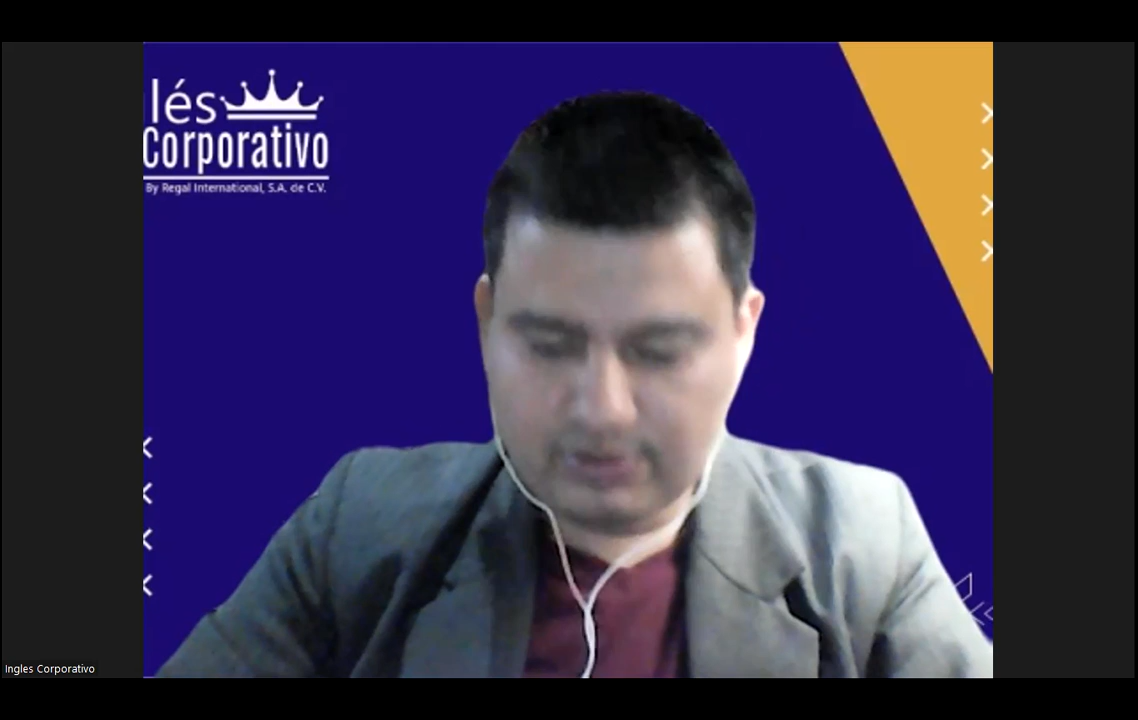 lés
Corporativo
By Regal International, S.A. de C.V.
Ingles Corporativo